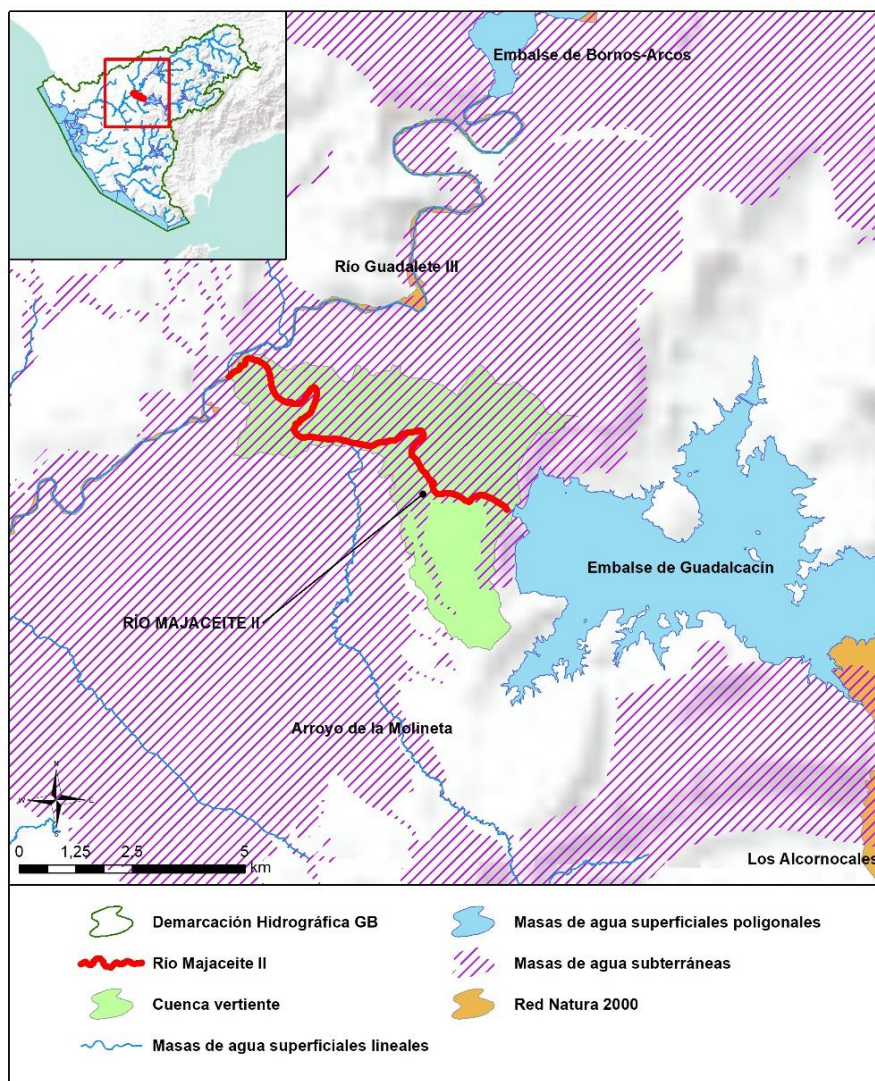 Embalse de Bornos-Arcos
Río Guadalete III
Embalse de Guadalcacín
RÍO MAJACEITE II
Arroyo de la Molineta
N
W
E
S
0 1,25 2,5 5
km
Los Alcornocales
Demarcación Hidrográfica GB
Masas de agua superficiales poligonales
Río Majaceite II
Masas de agua subterráneas
Cuenca vertiente
Red Natura 2000
Masas de agua superficiales lineales